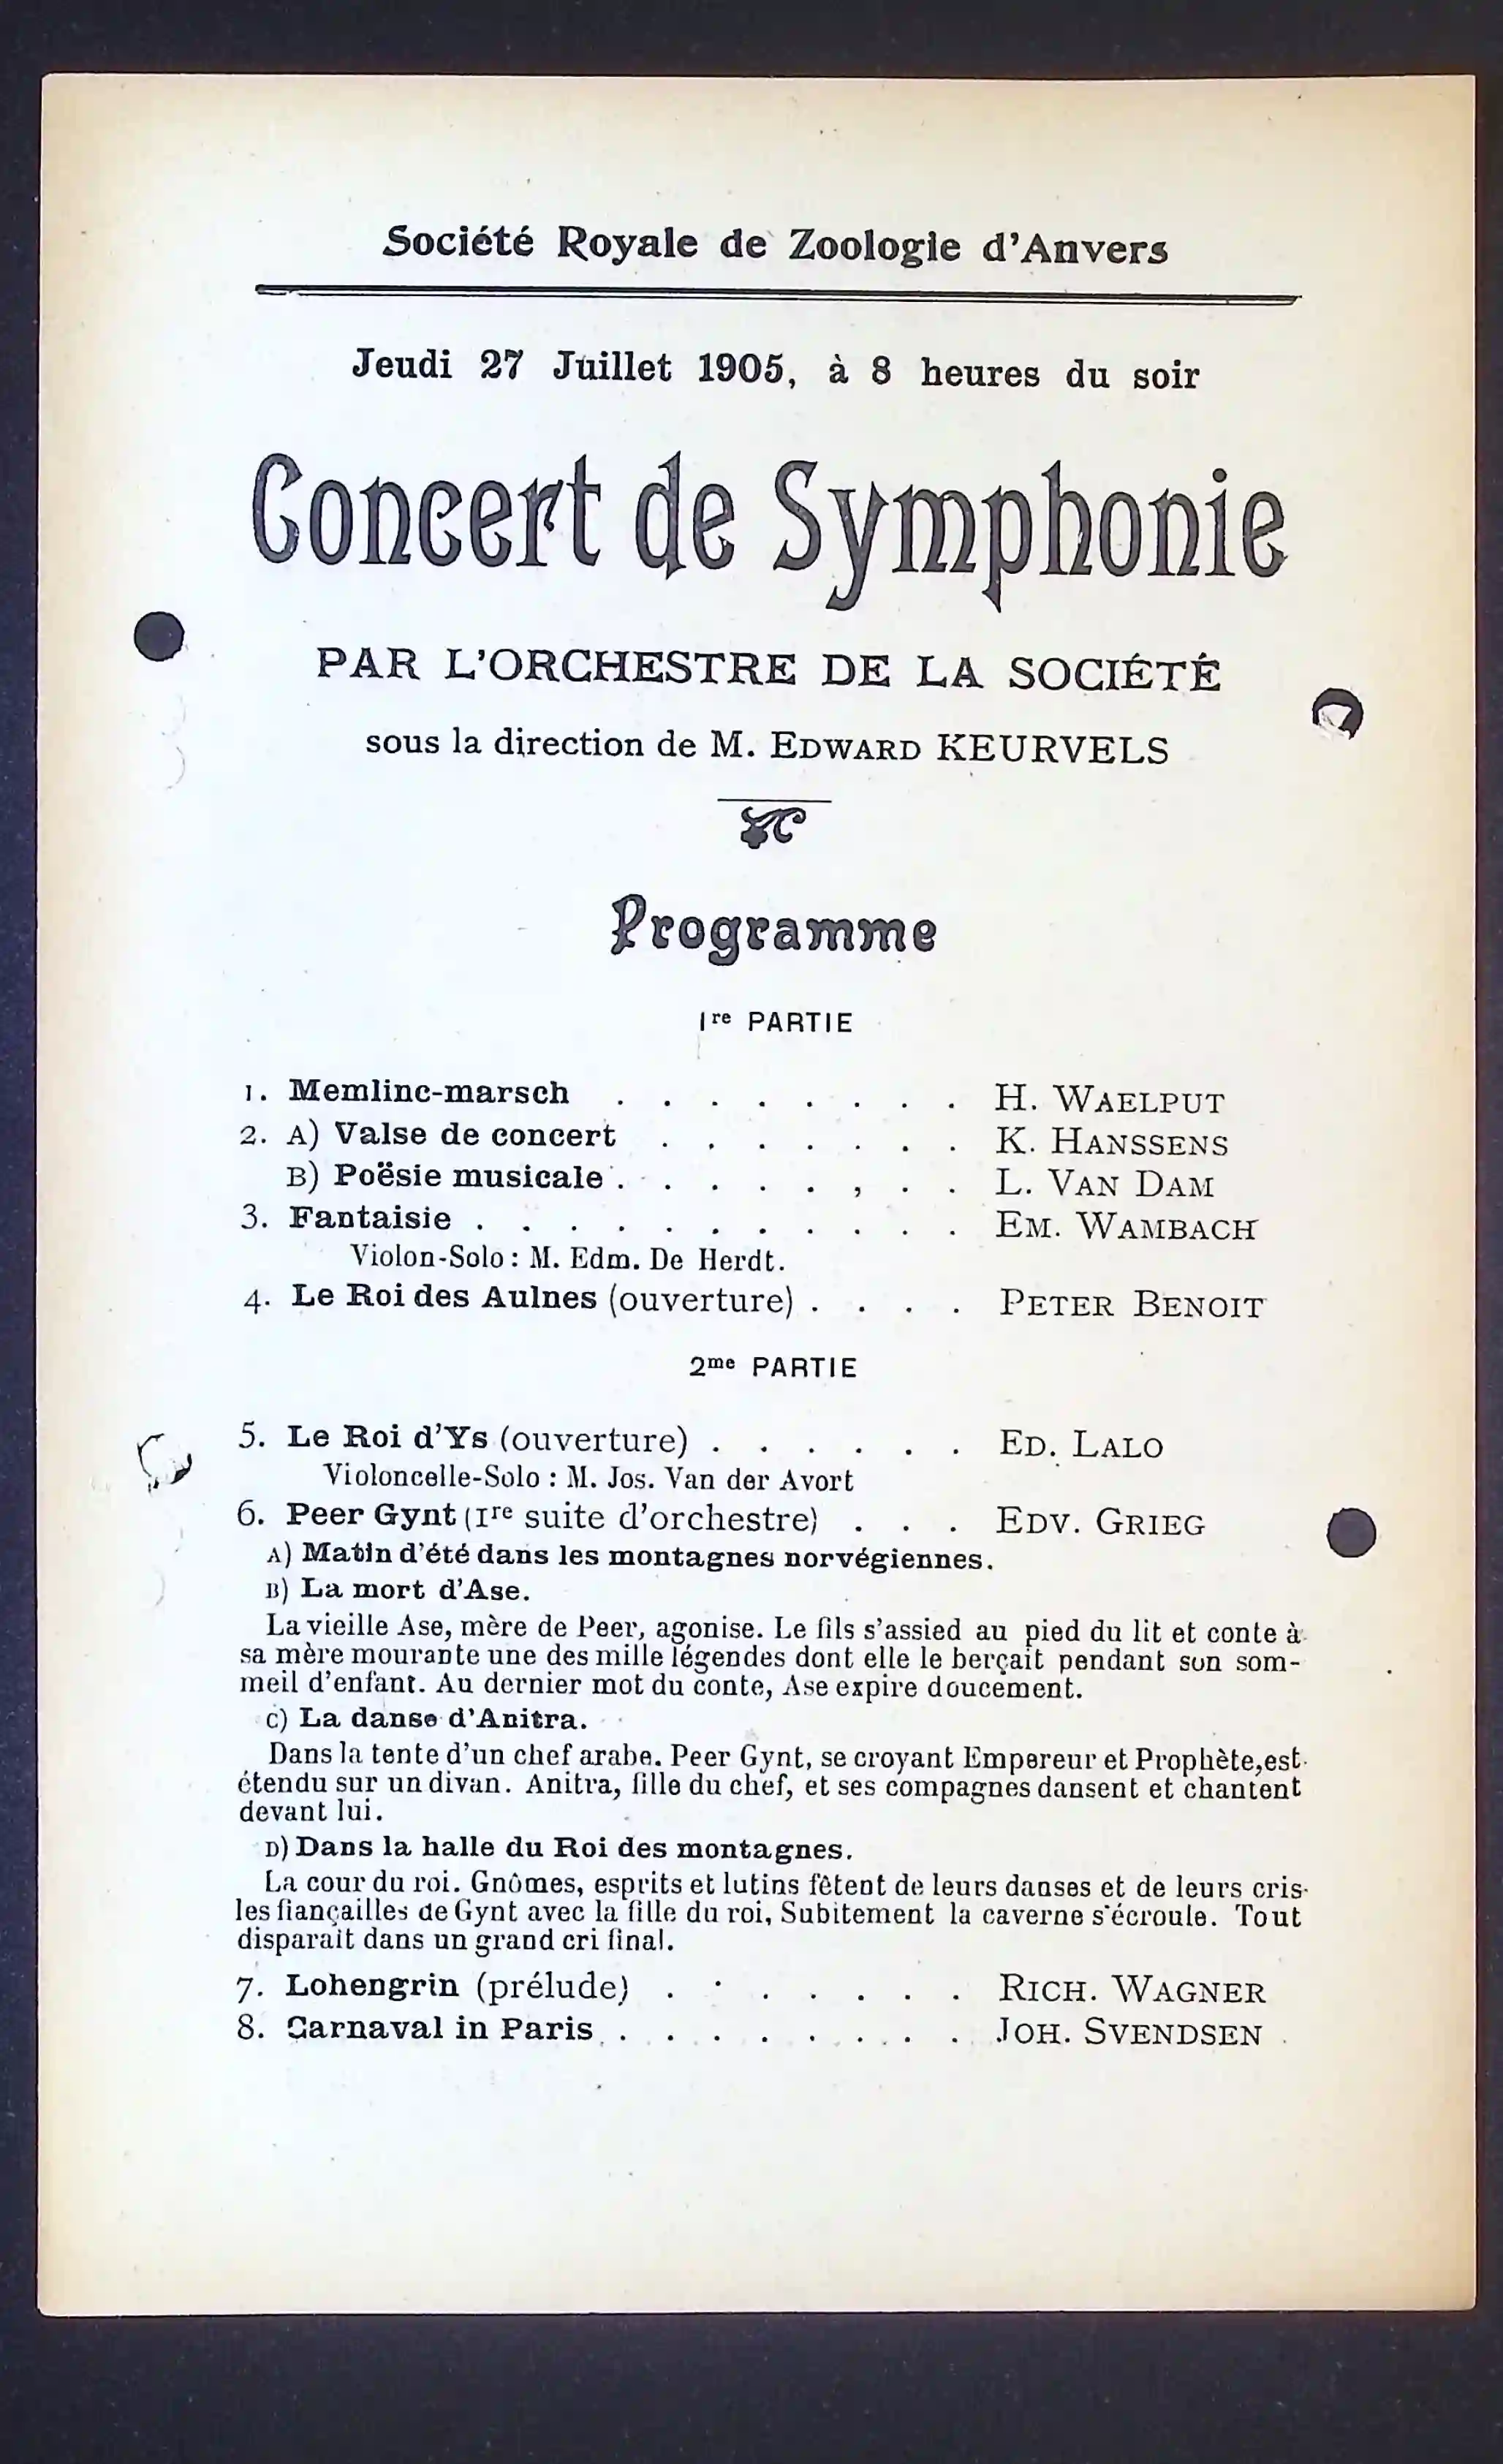 Société Royale de Zoologie d'Anvers
Jeudi 27 Juillet 1905, à 8 heures du soir
Concert de Symphonie
PAR L'ORCHESTRE DE LA SOCIÉTÉ
sous la direction de M. EDWARD KEURVELS
Programme
1re PARTIE
1. Memlinc-marsch . . . . . . . . H. WAELPUT
2. A) Valse de concert . . . . . . . K. HANSSENS
B) Poësie musicale . . . . . . , . . L. VAN DAM
3. Fantaisie . . . . . . . . . . . EM. WAMBACH
Violon-Solo : M. Edm. De Herdt.
4. Le Roi des Aulnes (ouverture) . . . . PETER BENOIT
2me PARTIE
5. Le Roi d'Ys (ouverture) . . . . . . ED. LALO
Violoncelle-Solo : M. Jos. Van der Avort
6. Peer Gynt (1re suite d'orchestre) . . . EDV. GRIEG
A) Matin d'été dans les montagnes norvégiennes.
B) La mort d'Ase.
La vieille Ase, mère de Peer, agonise. Le fils s'assied au pied du lit et conte à
sa mère mourante une des mille légendes dont elle le berçait pendant son som-
meil d'enfant. Au dernier mot du conte, Ase expire doucement.
C) La danse d'Anitra.
Dans la tente d'un chef arabe. Peer Gynt, se croyant Empereur et Prophète,est
étendu sur un divan. Anitra, fille du chef, et ses compagnes dansent et chantent
devant lui.
D) Dans la halle du Roi des montagnes.
La cour du roi. Gnômes, esprits et lutins fêtent de leurs danses et de leurs cris
les fiançailles de Gynt avec la fille du roi, Subitement la caverne s'écroule. Tout
disparait dans un grand cri final.
7. Lohengrin (prélude) . . . . . . . RICH. WAGNER
8. Carnaval in Paris . . . . . . . . JOH. SVENDSEN